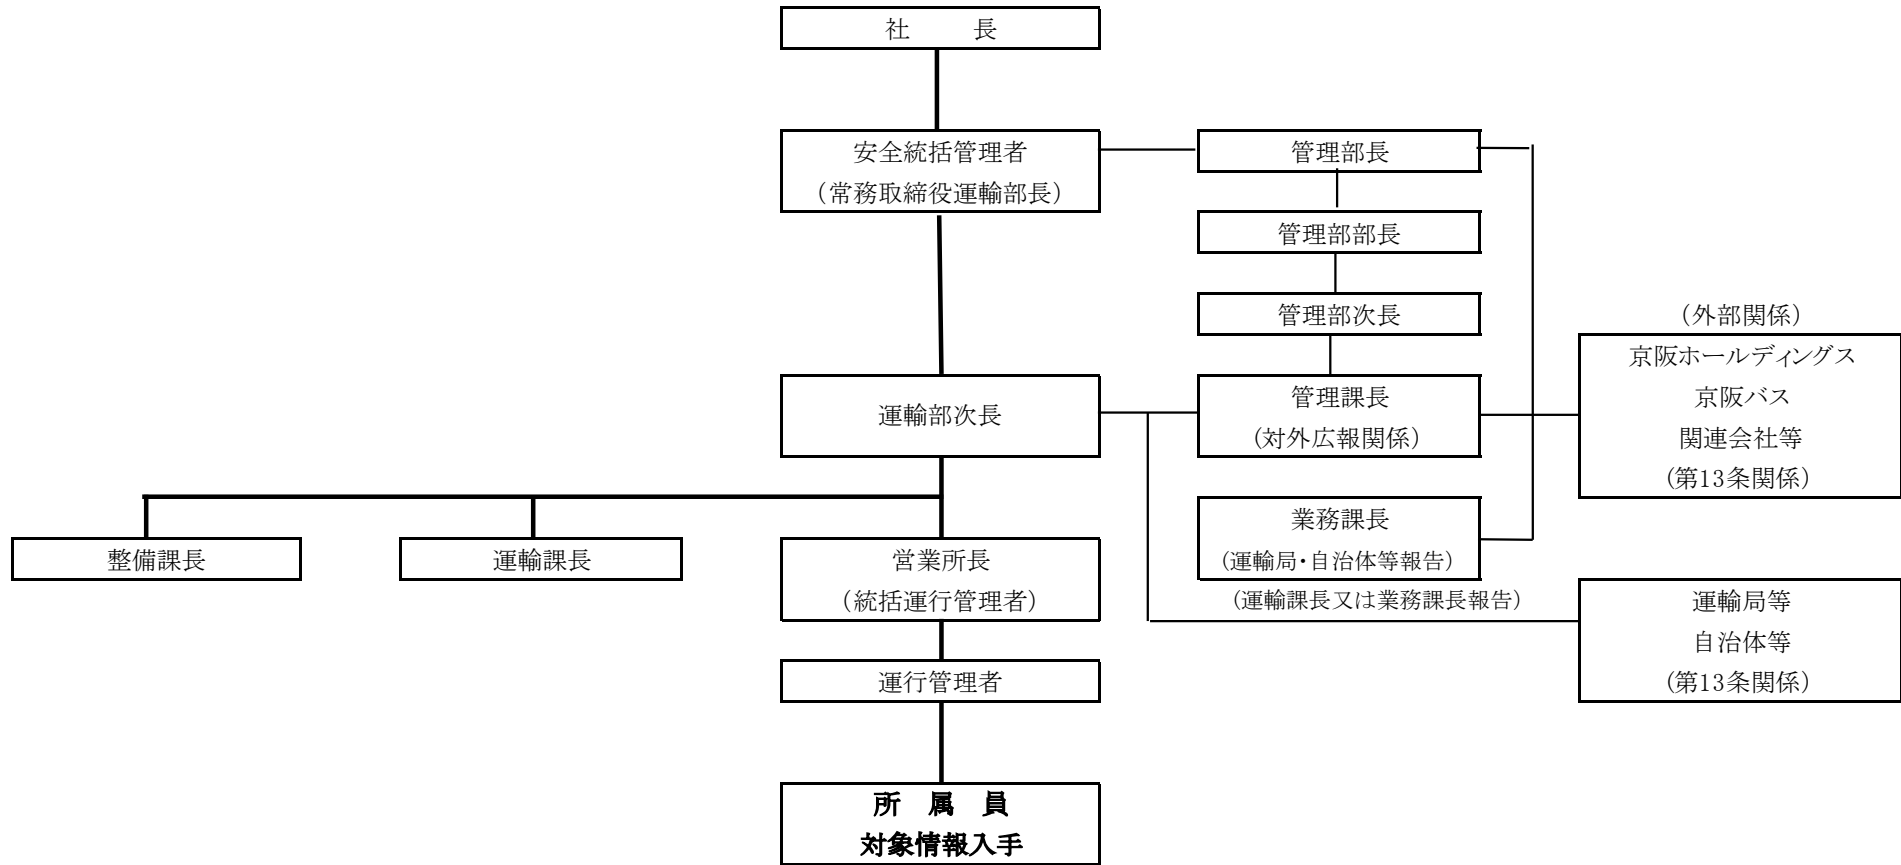 社　　長
安全統括管理者
（常務取締役運輸部長）
管理部長
管理部部長
管理部次長
（外部関係）
京阪ホールディングス
京阪バス
関連会社等
（第13条関係）
運輸部次長
管理課長
（対外広報関係）
業務課長
（運輸局・自治体等報告）
（運輸課長又は業務課長報告）
整備課長
運輸課長
営業所長
（統括運行管理者）
運輸局等
自治体等
（第13条関係）
運行管理者
所　属　員
対象情報入手